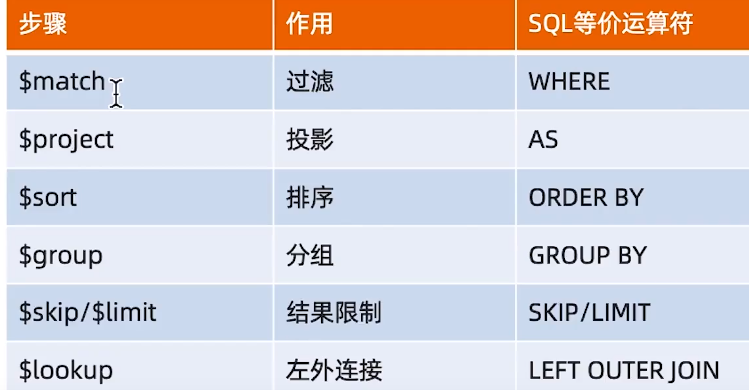 步骤 作用 SQL等价运算符
$match 过滤 WHERE
$project 投影 AS
$sort 排序 ORDER BY
$group 分组 GROUP BY
$skip/$limit 结果限制 SKIP/LIMIT
$lookup 左外连接 LEFT OUTER JOIN